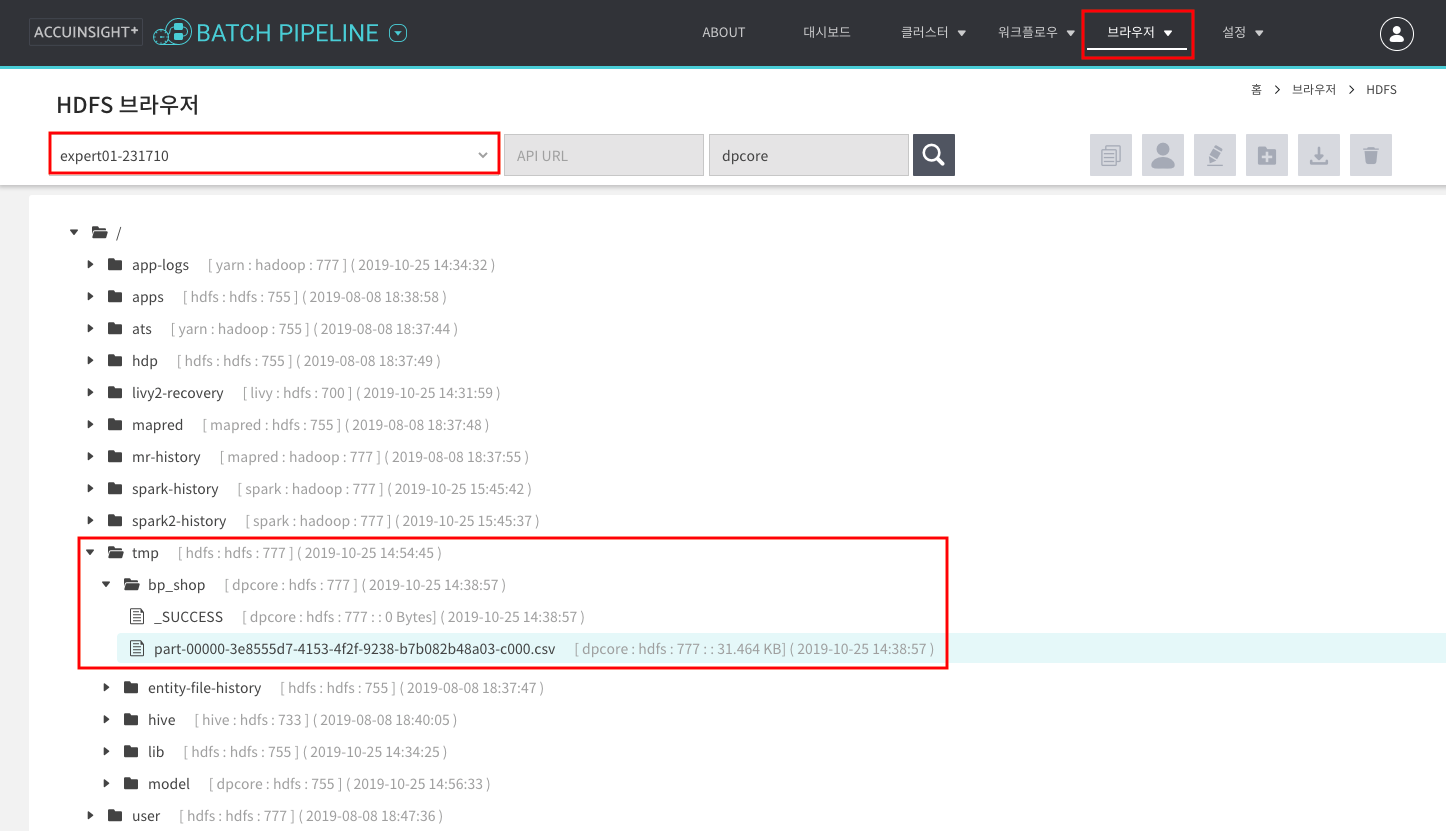 ACCUINSIGHT+ BATCH PIPELINE ABOUT 대시보드 클러스터 워크플로우 브라우저 설정
홈 > 브라우저 > HDFS
HDFS 브라우저
expert01-231710 API URL dpcore
/
app-logs [ yarn : hadoop : 777 ] ( 2019-10-25 14:34:32 )
apps [ hdfs : hdfs : 755 ] ( 2019-08-08 18:38:58 )
ats [ yarn : hadoop : 755 ] ( 2019-08-08 18:37:44 )
hdp [ hdfs : hdfs : 755 ] ( 2019-08-08 18:37:49 )
livy2-recovery [ livy : hdfs : 700 ] ( 2019-10-25 14:31:59 )
mapred [ mapred : hdfs : 755 ] ( 2019-08-08 18:37:48 )
mr-history [ mapred : hadoop : 777 ] ( 2019-08-08 18:37:55 )
spark-history [ spark : hadoop : 777 ] ( 2019-10-25 15:45:42 )
spark2-history [ spark : hadoop : 777 ] ( 2019-10-25 15:45:37 )
tmp [ hdfs : hdfs : 777 ] ( 2019-10-25 14:54:45 )
bp_shop [ dpcore : hdfs : 777 ] ( 2019-10-25 14:38:57 )
_SUCCESS [ dpcore : hdfs : 777 : : 0 Bytes] ( 2019-10-25 14:38:57 )
part-00000-3e8555d7-4153-4f2f-9238-b7b082b48a03-c000.csv [ dpcore : hdfs : 777 : : 31.464 KB] ( 2019-10-25 14:38:57 )
entity-file-history [ hdfs : hdfs : 755 ] ( 2019-08-08 18:37:47 )
hive [ hive : hdfs : 733 ] ( 2019-08-08 18:40:05 )
lib [ hdfs : hdfs : 755 ] ( 2019-10-25 14:34:25 )
model [ dpcore : hdfs : 755 ] ( 2019-10-25 14:56:33 )
user [ hdfs : hdfs : 777 ] ( 2019-08-08 18:47:36 )